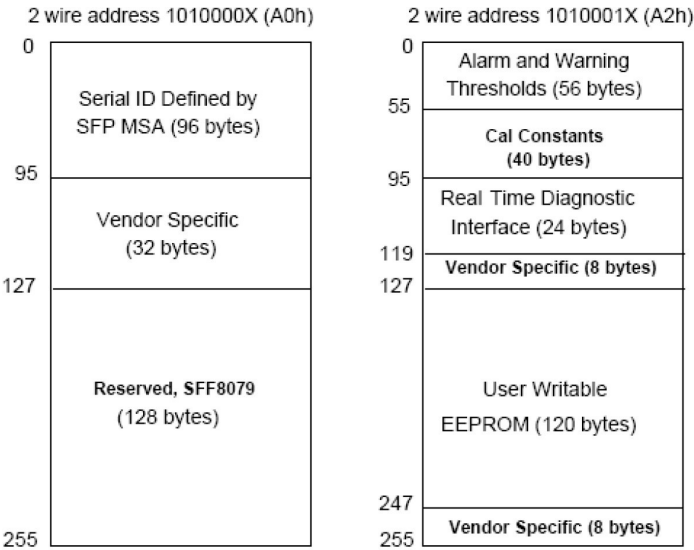 2 wire address 1010000X (A0h)
0
Serial ID Defined by
SFP MSA (96 bytes)
95
Vendor Specific
(32 bytes)
127
Reserved, SFF8079
(128 bytes)
255
2 wire address 1010001X (A2h)
0
Alarm and Warning
Thresholds (56 bytes)
55
Cal Constants
(40 bytes)
95
Real Time Diagnostic
Interface (24 bytes)
119
Vendor Specific (8 bytes)
127
User Writable
EEPROM (120 bytes)
247
Vendor Specific (8 bytes)
255